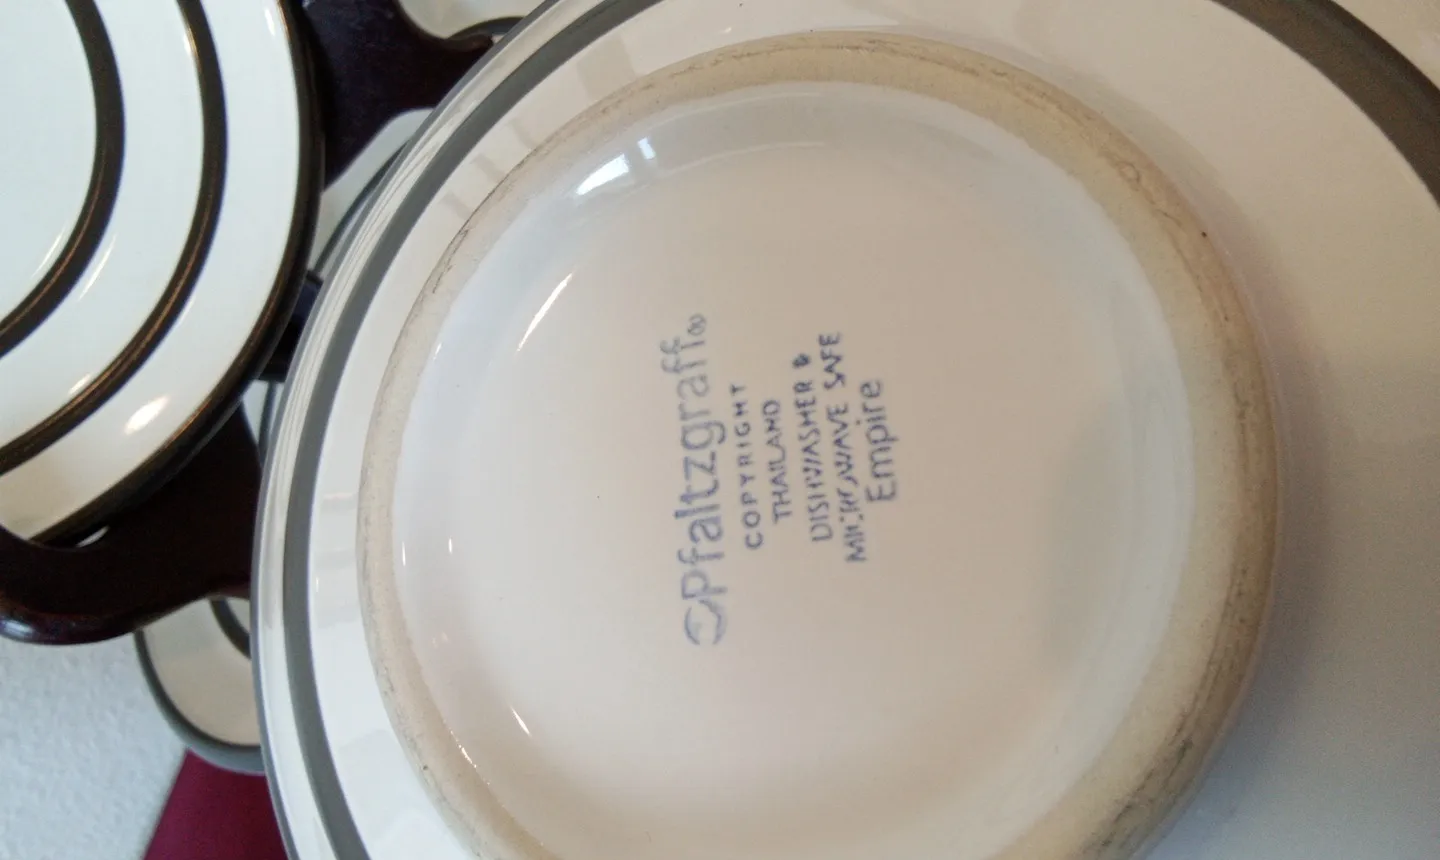 Pfaltzgraff®
COPYRIGHT
THAILAND
DISHWASHER &
MICROWAVE SAFE
Empire